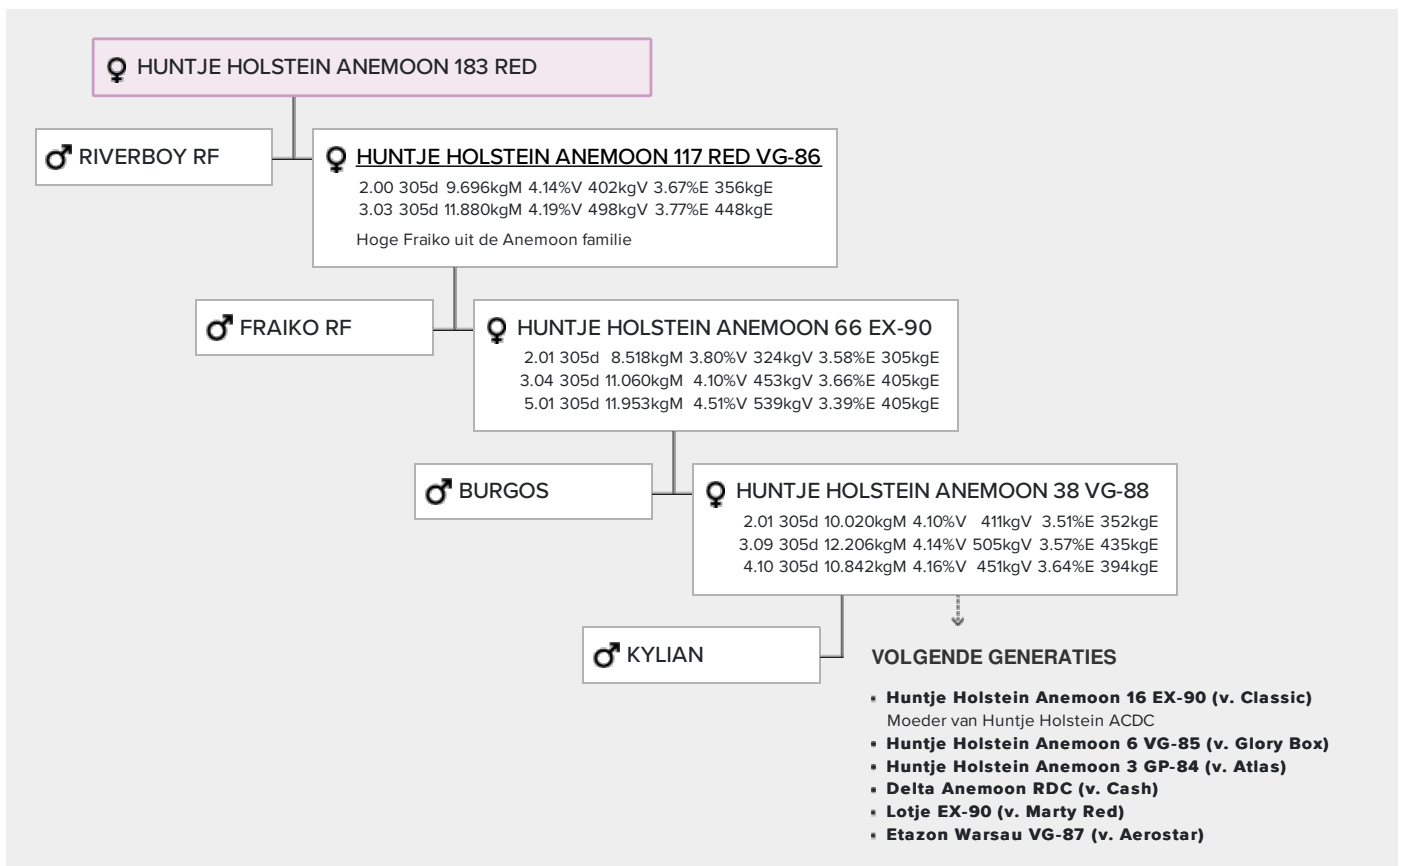 HUNTJE HOLSTEIN ANEMOON 183 RED
RIVERBOY RF
HUNTJE HOLSTEIN ANEMOON 117 RED VG-86
2.00 305d 9.696kgM 4.14%V 402kgV 3.67%E 356kgE
3.03 305d 11.880kgM 4.19%V 498kgV 3.77%E 448kgE
Hoge Fraiko uit de Anemoon familie
FRAIKO RF
HUNTJE HOLSTEIN ANEMOON 66 EX-90
2.01 305d 8.518kgM 3.80%V 324kgV 3.58%E 305kgE
3.04 305d 11.060kgM 4.10%V 453kgV 3.66%E 405kgE
5.01 305d 11.953kgM 4.51%V 539kgV 3.39%E 405kgE
BURGOS
HUNTJE HOLSTEIN ANEMOON 38 VG-88
2.01 305d 10.020kgM 4.10%V 411kgV 3.51%E 352kgE
3.09 305d 12.206kgM 4.14%V 505kgV 3.57%E 435kgE
4.10 305d 10.842kgM 4.16%V 451kgV 3.64%E 394kgE
KYLIAN
VOLGENDE GENERATIES
▪ Huntje Holstein Anemoon 16 EX-90 (v. Classic)
Moeder van Huntje Holstein ACDC
▪ Huntje Holstein Anemoon 6 VG-85 (v. Glory Box)
▪ Huntje Holstein Anemoon 3 GP-84 (v. Atlas)
▪ Delta Anemoon RDC (v. Cash)
▪ Lotje EX-90 (v. Marty Red)
▪ Etazon Warsau VG-87 (v. Aerostar)